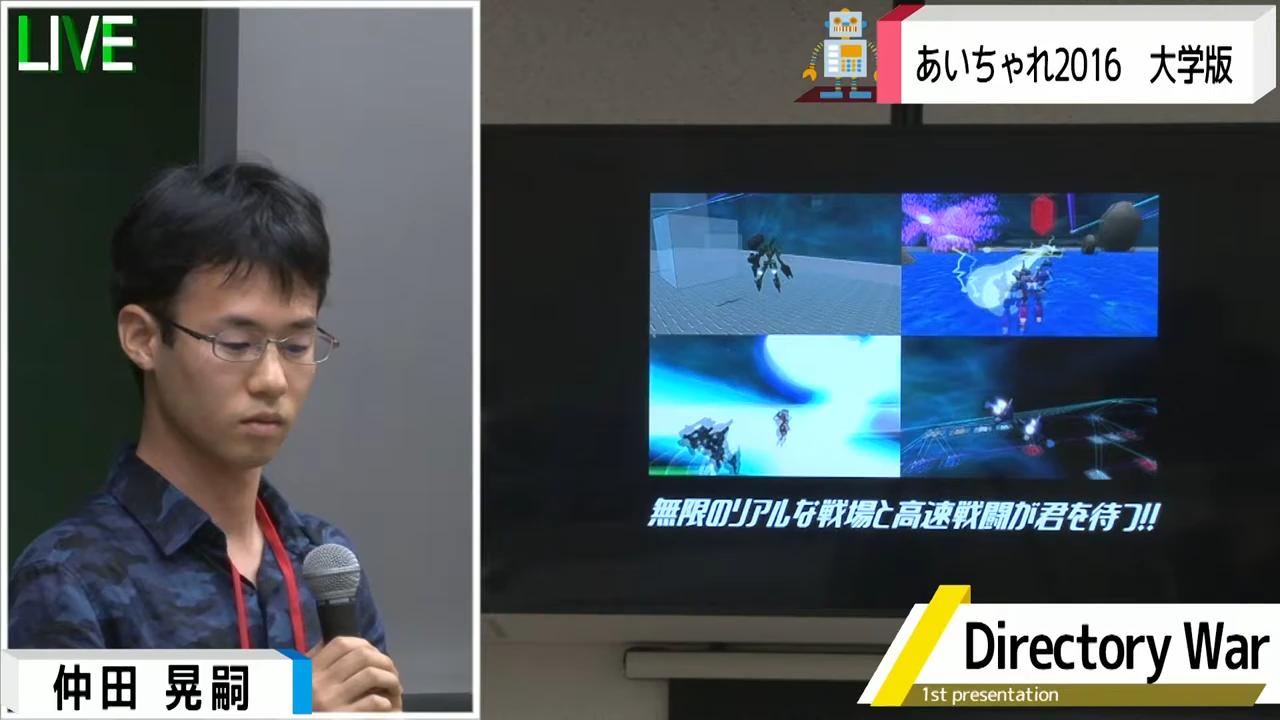 LIVE
あいちゃれ2016　大学版
無限のリアルな戦場と高速戦闘が君を待つ!!
仲田 晃嗣
Directory War
1st presentation